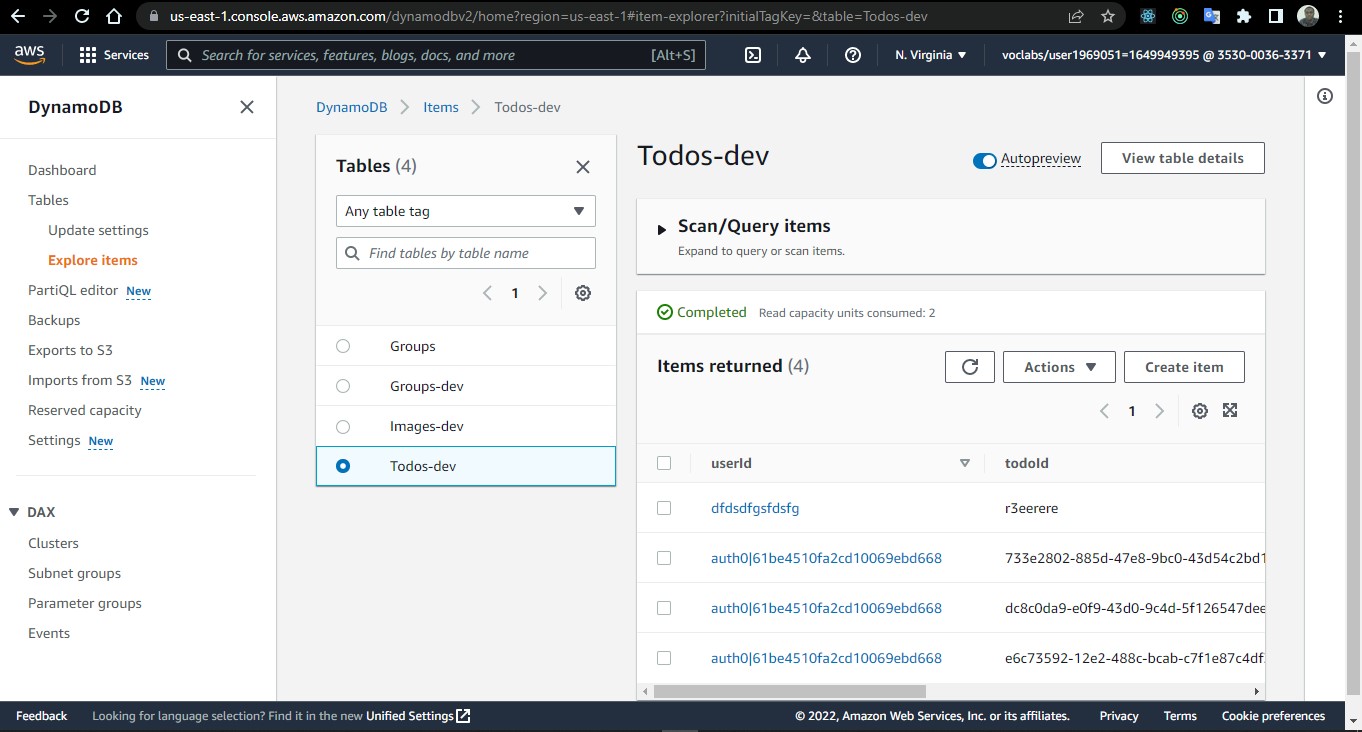 us-east-1.console.aws.amazon.com/dynamodbv2/home?region=us-east-1#item-explorer?initialTagKey=&table=Todos-dev
aws
Services
Search for services, features, blogs, docs, and more
[Alt+S]
N. Virginia
voclabs/user1969051=1649949395 @ 3530-0036-3371
DynamoDB
Dashboard
Tables
Update settings
Explore items
PartiQL editor New
Backups
Exports to S3
Imports from S3 New
Reserved capacity
Settings New
DAX
Clusters
Subnet groups
Parameter groups
Events
DynamoDB
Items
Todos-dev
Tables (4)
Any table tag
Find tables by table name
1
Groups
Groups-dev
Images-dev
Todos-dev
Todos-dev
Autopreview
View table details
Scan/Query items
Expand to query or scan items.
Completed Read capacity units consumed: 2
Items returned (4)
Actions
Create item
1
userId todoId
dfdsdfgsfdsfg r3eerere
auth0|61be4510fa2cd10069ebd668 733e2802-885d-47e8-9bc0-43d54c2bd1
auth0|61be4510fa2cd10069ebd668 dc8c0da9-e0f9-43d0-9c4d-5f126547dee
auth0|61be4510fa2cd10069ebd668 e6c73592-12e2-488c-bcab-c7f1e87c4df
Feedback Looking for language selection? Find it in the new Unified Settings © 2022, Amazon Web Services, Inc. or its affiliates. Privacy Terms Cookie preferences